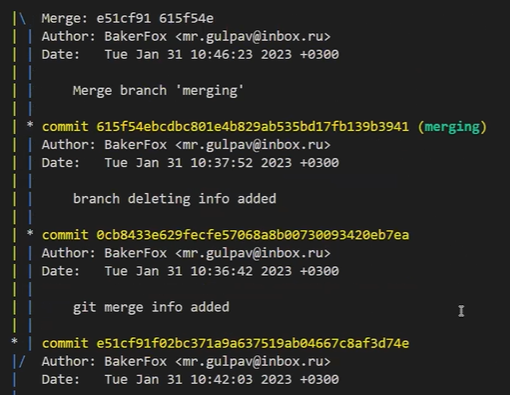 |\  Merge: e51cf91 615f54e
| | Author: BakerFox <mr.gulpav@inbox.ru>
| | Date:   Tue Jan 31 10:46:23 2023 +0300
| |
| |     Merge branch 'merging'
| |
| * commit 615f54ebcdbc801e4b829ab535bd17fb139b3941 (merging)
| | Author: BakerFox <mr.gulpav@inbox.ru>
| | Date:   Tue Jan 31 10:37:52 2023 +0300
| |
| |     branch deleting info added
| |
| * commit 0cb8433e629fecfe57068a8b00730093420eb7ea
| | Author: BakerFox <mr.gulpav@inbox.ru>
| | Date:   Tue Jan 31 10:36:42 2023 +0300
| |
| |     git merge info added
| |
* | commit e51cf91f02bc371a9a637519ab04667c8af3d74e
|/  Author: BakerFox <mr.gulpav@inbox.ru>
|   Date:   Tue Jan 31 10:42:03 2023 +0300